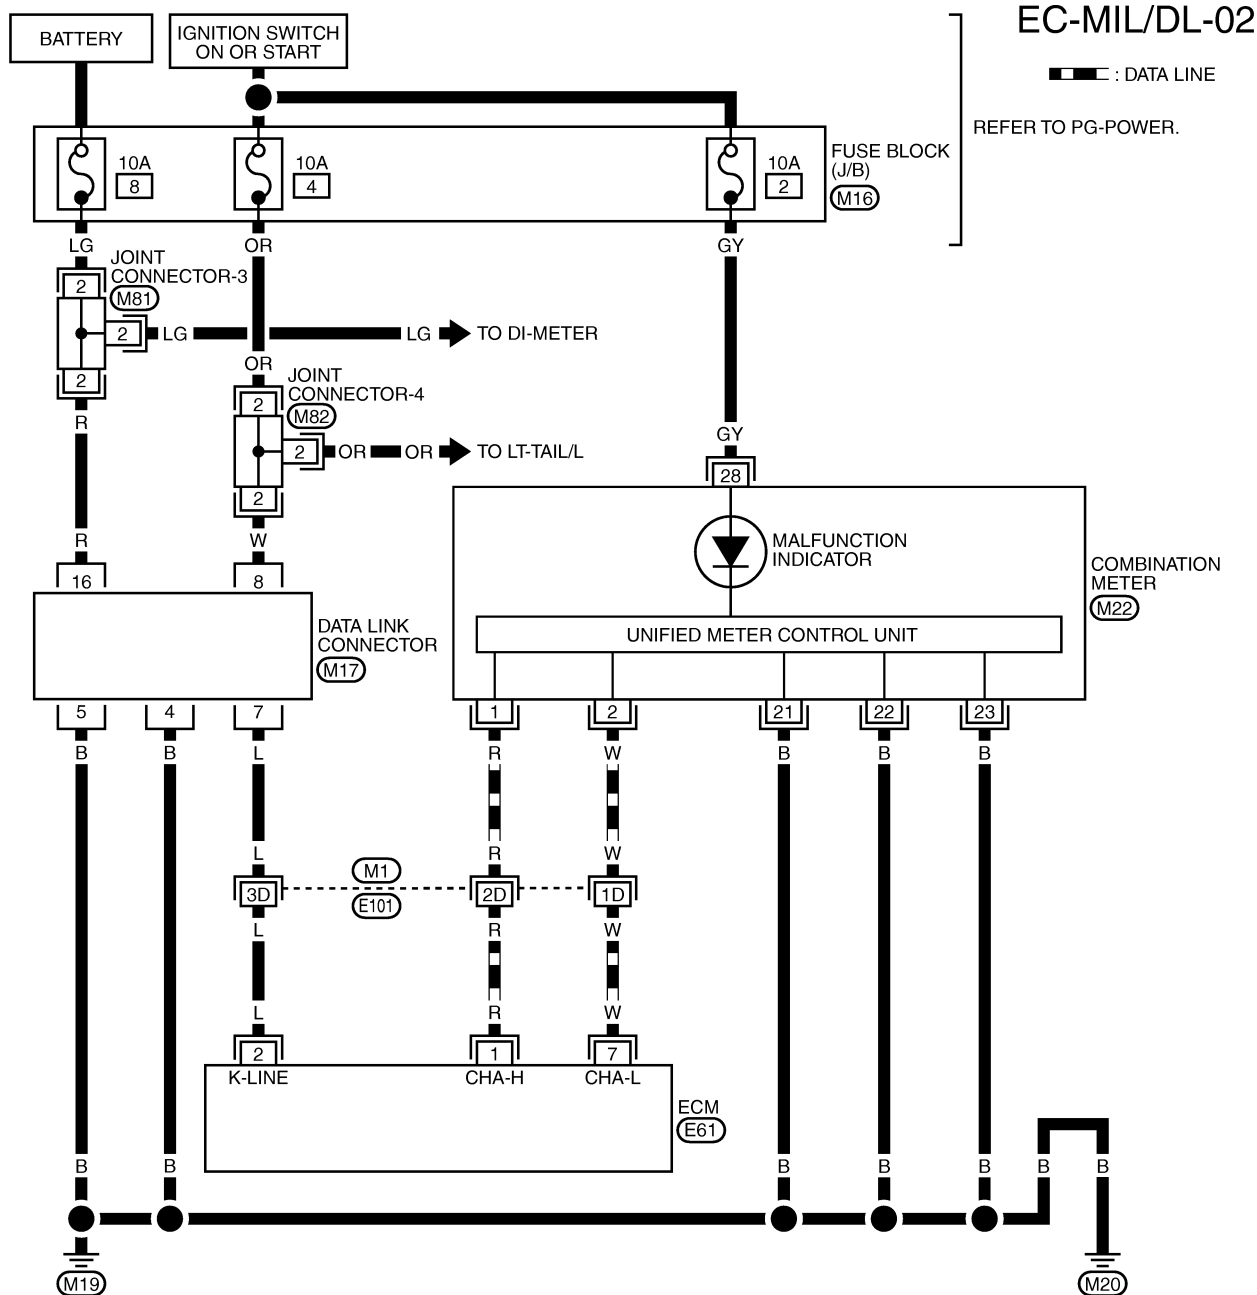 EC-MIL/DL-02
BATTERY
IGNITION SWITCH
ON OR START
: DATA LINE
REFER TO PG-POWER.
10A
8
10A
4
10A
2
FUSE BLOCK
(J/B)
M16
LG
OR
GY
JOINT
CONNECTOR-3
M81
2
2
LG
LG
TO DI-METER
2
OR
JOINT
CONNECTOR-4
M82
R
2
2
OR
OR
TO LT-TAIL/L
GY
28
2
R
W
MALFUNCTION
INDICATOR
COMBINATION
METER
M22
16
8
DATA LINK
CONNECTOR
M17
UNIFIED METER CONTROL UNIT
5
4
7
1
2
21
22
23
B
B
L
R
W
B
B
B
L
R
W
M1
3D
2D
1D
E101
L
R
W
L
R
W
2
1
7
K-LINE
CHA-H
CHA-L
ECM
E61
B
B
B
B
B
B
B
M19
M20